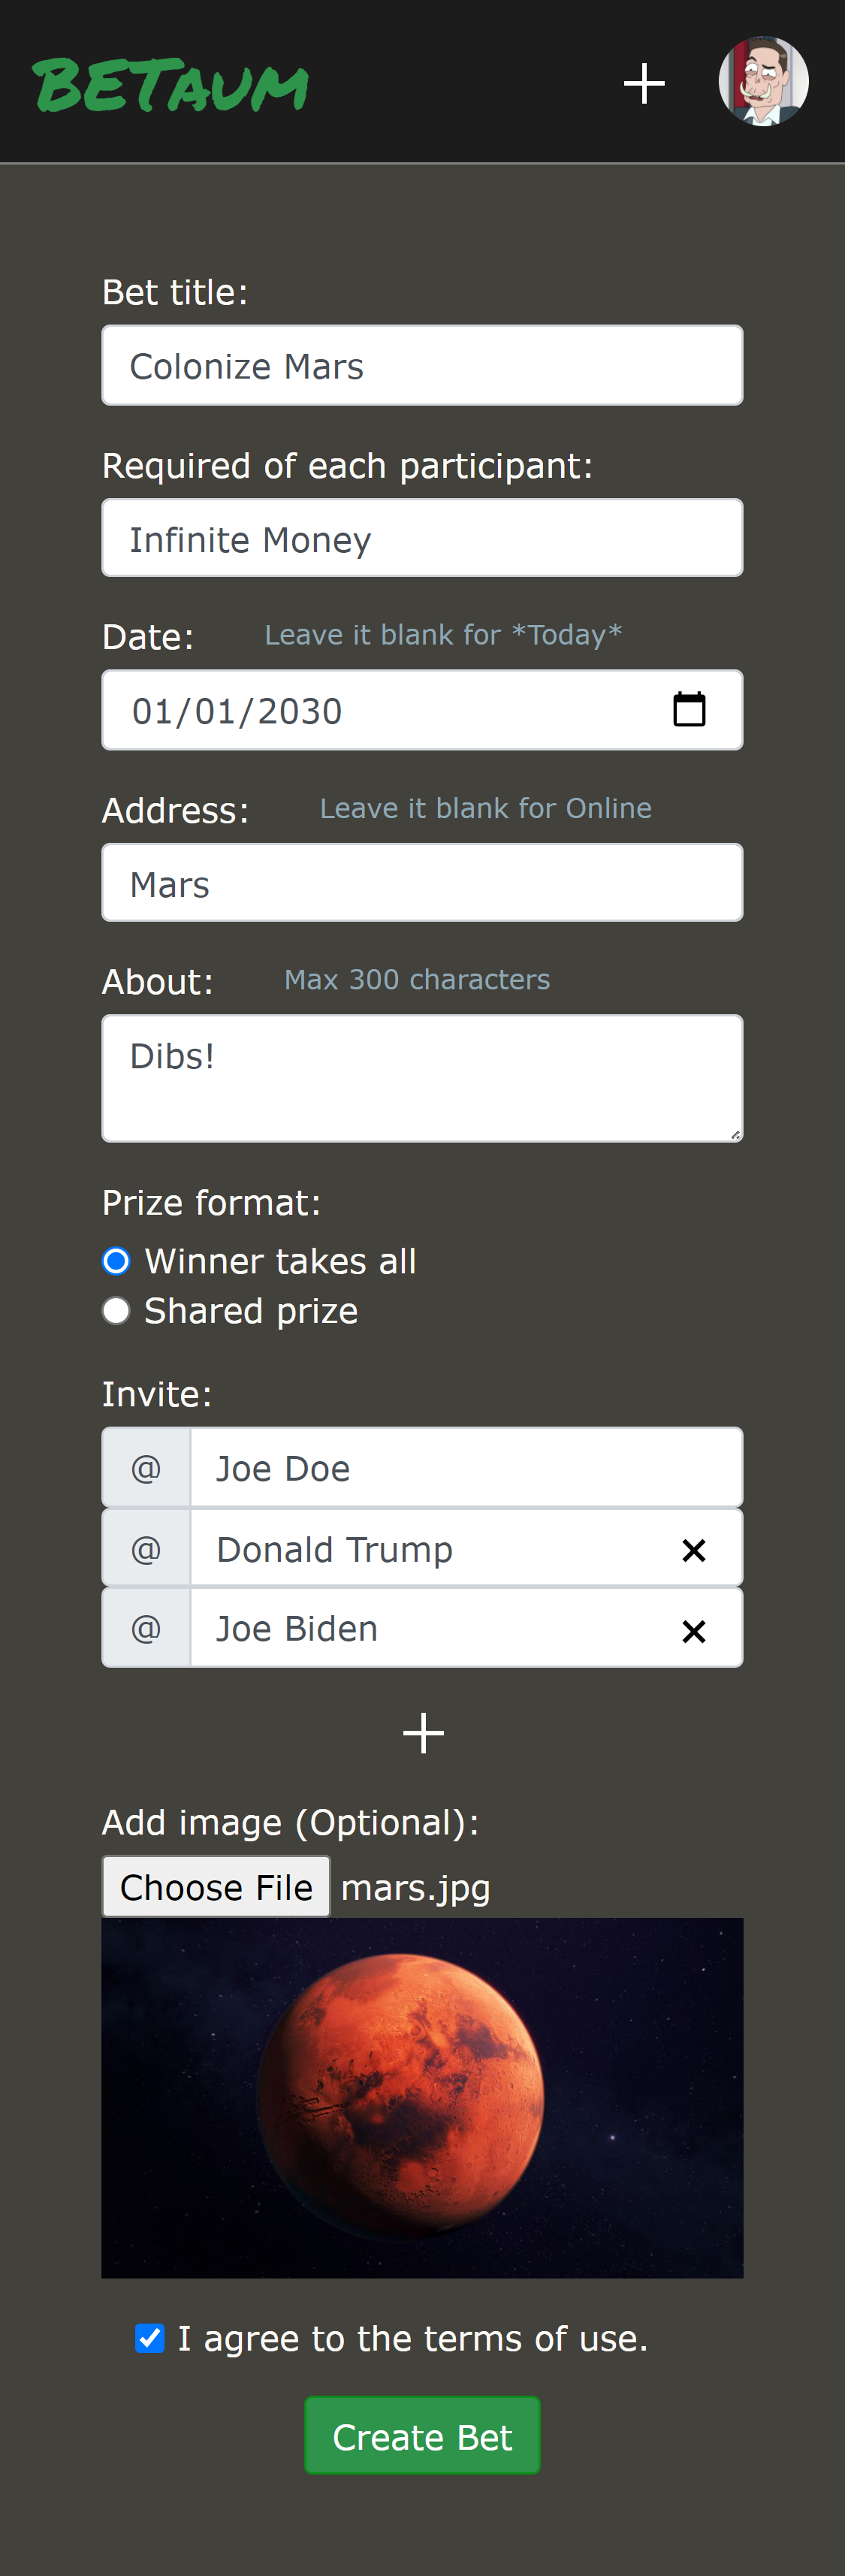 BETAUM
Bet title:
Colonize Mars
Required of each participant:
Infinite Money
Date: Leave it blank for *Today*
01/01/2030
Address: Leave it blank for Online
Mars
About: Max 300 characters
Dibs!
Prize format:
Winner takes all
Shared prize
Invite:
@ Joe Doe
@ Donald Trump
@ Joe Biden
Add image (Optional):
Choose File mars.jpg
I agree to the terms of use.
Create Bet